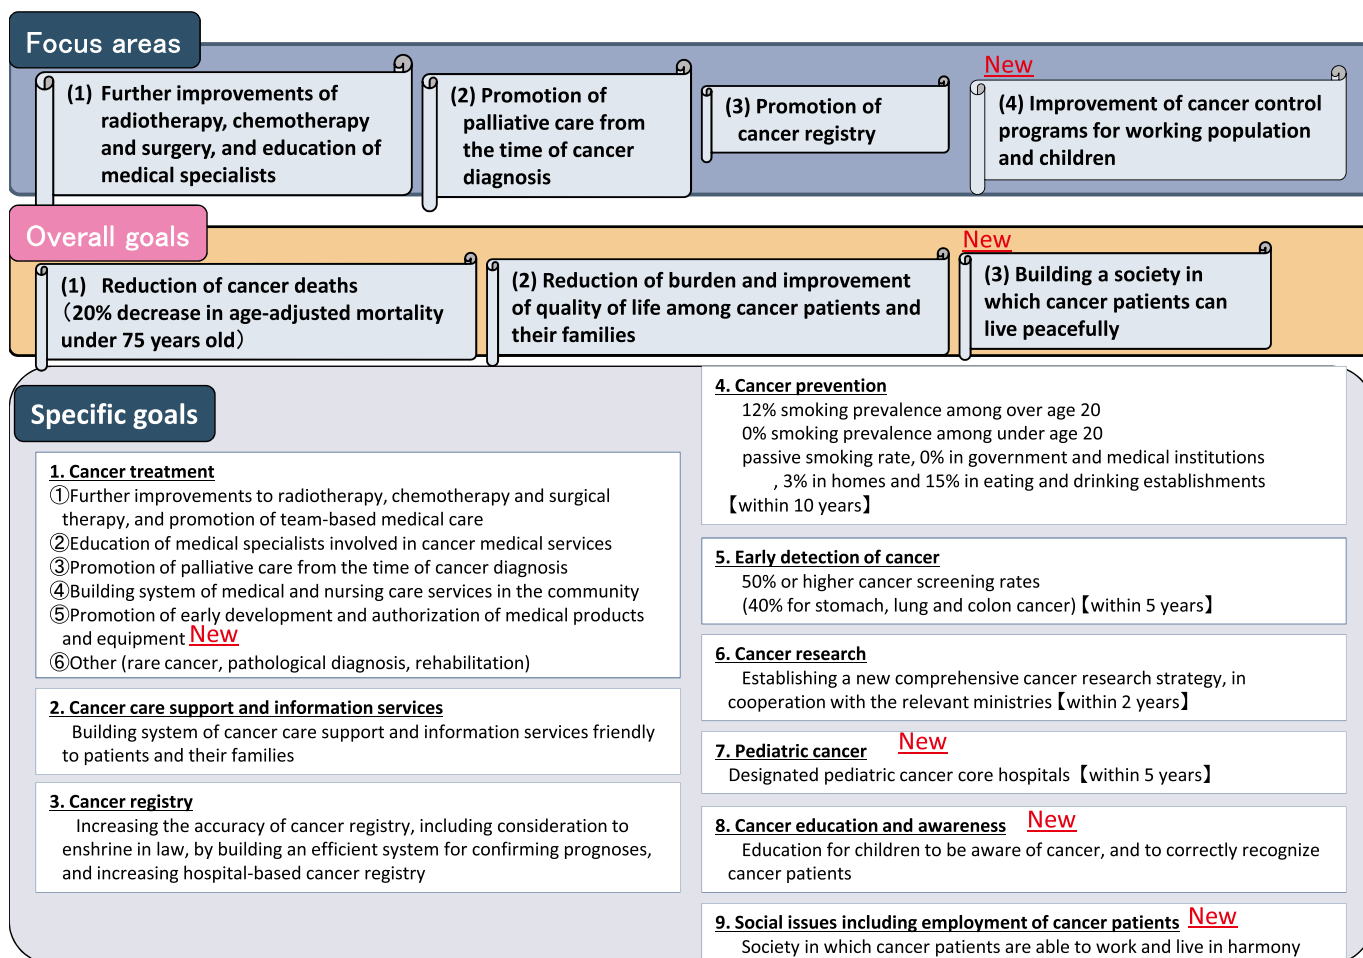 Focus areas
(1) Further improvements of
radiotherapy, chemotherapy
and surgery, and education of
medical specialists
(2) Promotion of
palliative care from
the time of cancer
diagnosis
(3) Promotion of
cancer registry
New
(4) Improvement of cancer control
programs for working population
and children
Overall goals
(1) Reduction of cancer deaths
（20% decrease in age-adjusted mortality
under 75 years old）
(2) Reduction of burden and improvement
of quality of life among cancer patients and
their families
New
(3) Building a society in
which cancer patients can
live peacefully
Specific goals
1. Cancer treatment
①Further improvements to radiotherapy, chemotherapy and surgical
therapy, and promotion of team-based medical care
②Education of medical specialists involved in cancer medical services
③Promotion of palliative care from the time of cancer diagnosis
④Building system of medical and nursing care services in the community
⑤Promotion of early development and authorization of medical products
and equipment New
⑥Other (rare cancer, pathological diagnosis, rehabilitation)
2. Cancer care support and information services
Building system of cancer care support and information services friendly
to patients and their families
3. Cancer registry
Increasing the accuracy of cancer registry, including consideration to
enshrine in law, by building an efficient system for confirming prognoses,
and increasing hospital-based cancer registry
4. Cancer prevention
12% smoking prevalence among over age 20
0% smoking prevalence among under age 20
passive smoking rate, 0% in government and medical institutions
, 3% in homes and 15% in eating and drinking establishments
【within 10 years】
5. Early detection of cancer
50% or higher cancer screening rates
(40% for stomach, lung and colon cancer)【within 5 years】
6. Cancer research
Establishing a new comprehensive cancer research strategy, in
cooperation with the relevant ministries【within 2 years】
7. Pediatric cancer New
Designated pediatric cancer core hospitals 【within 5 years】
8. Cancer education and awareness New
Education for children to be aware of cancer, and to correctly recognize
cancer patients
9. Social issues including employment of cancer patients New
Society in which cancer patients are able to work and live in harmony